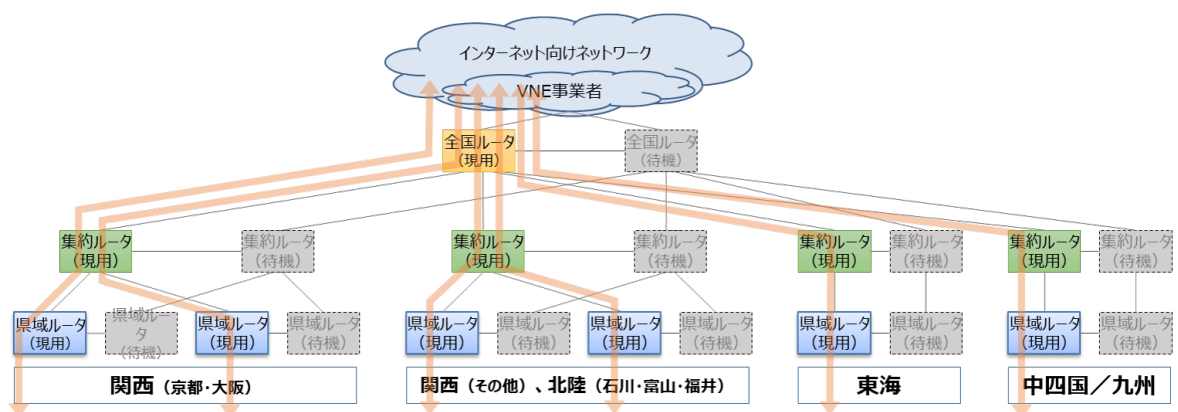 インターネット向けネットワーク
VNE事業者
全国ルータ
（現用）
全国ルータ
（待機）
集約ルータ
（現用）
集約ルータ
（待機）
集約ルータ
（現用）
集約ルータ
（待機）
集約ルータ
（現用）
集約ルータ
（待機）
集約ルータ
（現用）
集約ルータ
（待機）
県域ルータ
（現用）
県域ルー
タ
（待機）
県域ルータ
（現用）
県域ルータ
（待機）
県域ルータ
（現用）
県域ルータ
（待機）
県域ルータ
（現用）
県域ルータ
（待機）
県域ルータ
（現用）
県域ルータ
（待機）
県域ルータ
（現用）
県域ルータ
（待機）
関西（京都・大阪）
関西（その他）、北陸（石川・富山・福井）
東海
中四国／九州